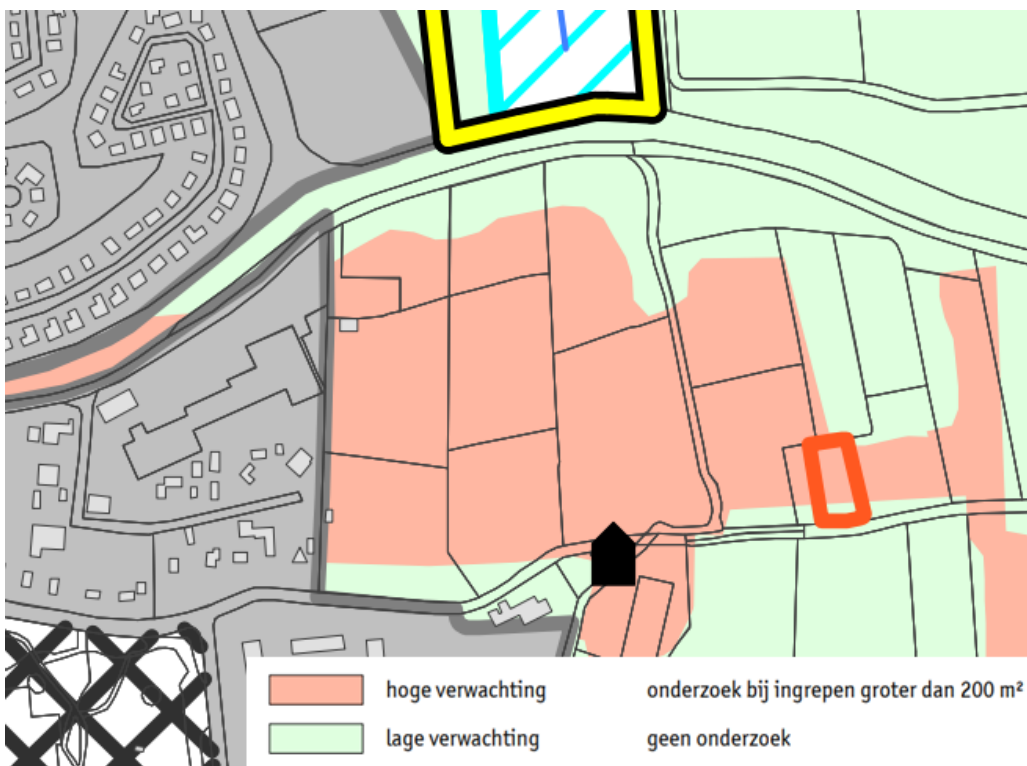 hoge verwachting onderzoek bij ingrepen groter dan 200 m²
lage verwachting geen onderzoek